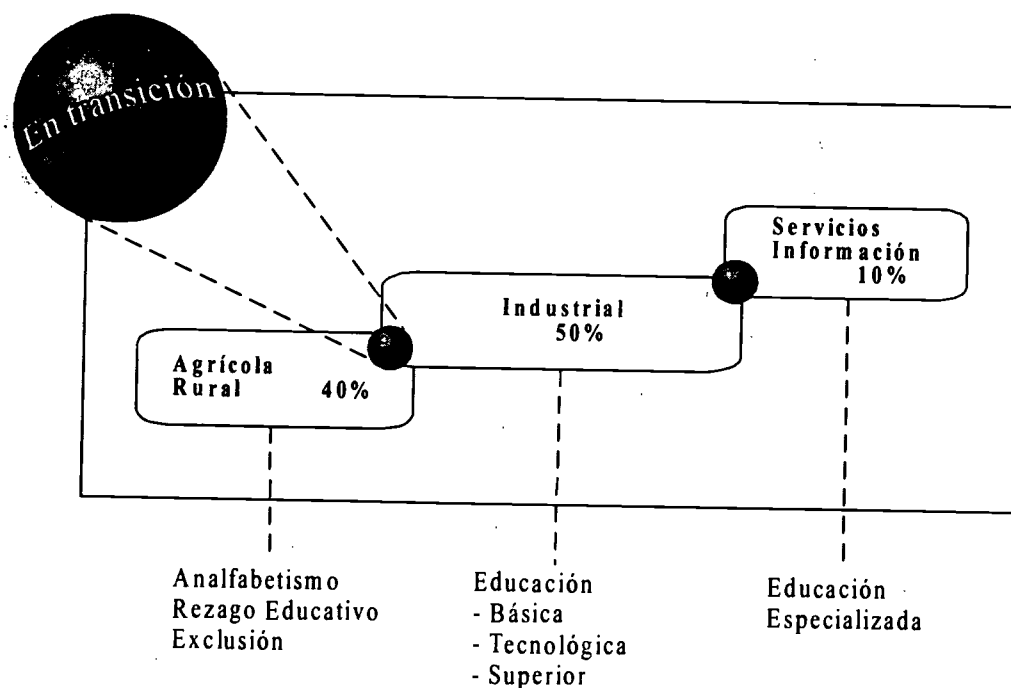 En transición
Servicios
Información
10%
Industrial
50%
Agrícola
Rural 40%
Analfabetismo
Rezago Educativo
Exclusión
Educación
- Básica
- Tecnológica
- Superior
Educación
Especializada